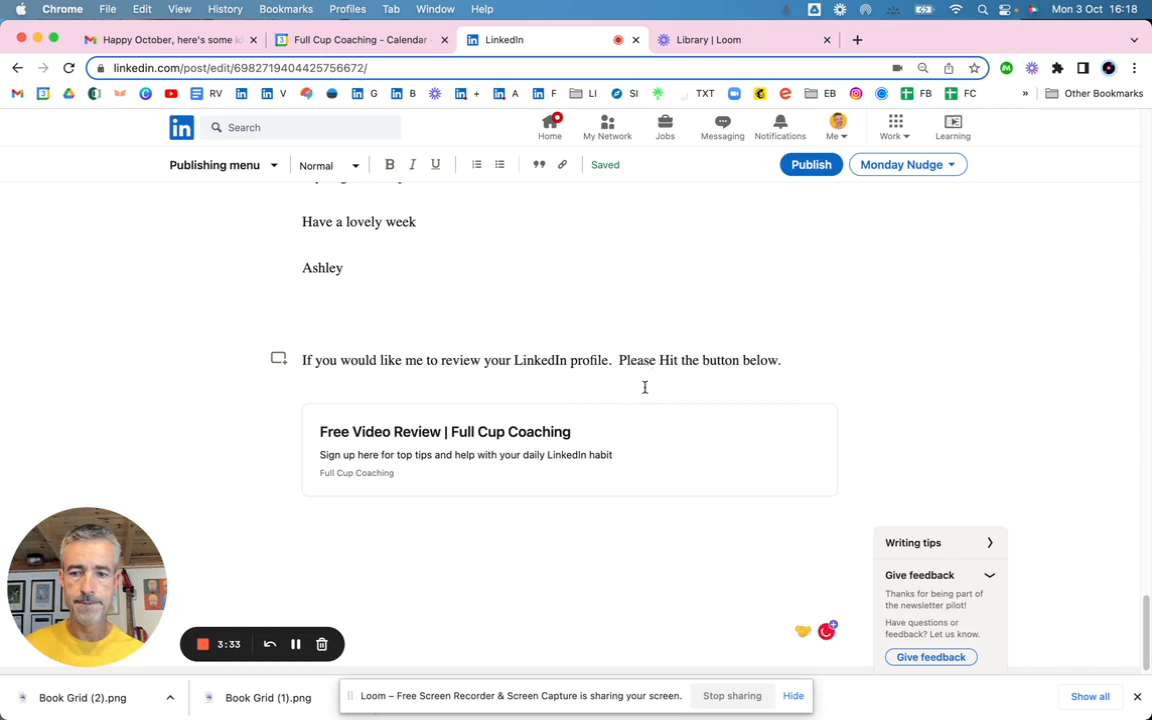 Chrome File Edit View History Bookmarks Profiles Tab Window Help Mon 3 Oct 16:18
Happy October, here's some id
Full Cup Coaching - Calendar -
LinkedIn
Library | Loom
linkedin.com/post/edit/6982719404425756672/
RV V G B + A F LI SI TXT EB FB FC » Other Bookmarks
Search
Home My Network Jobs Messaging Notifications Me Work Learning
Publishing menu Normal B I U Saved Publish Monday Nudge
Have a lovely week
Ashley
If you would like me to review your LinkedIn profile.  Please Hit the button below.
Free Video Review | Full Cup Coaching
Sign up here for top tips and help with your daily LinkedIn habit
Full Cup Coaching
Writing tips
Give feedback
Thanks for being part of
the newsletter pilot!
Have questions or
feedback? Let us know.
Give feedback
3:33
Book Grid (2).png
Book Grid (1).png
Loom – Free Screen Recorder & Screen Capture is sharing your screen. Stop sharing Hide
Show all